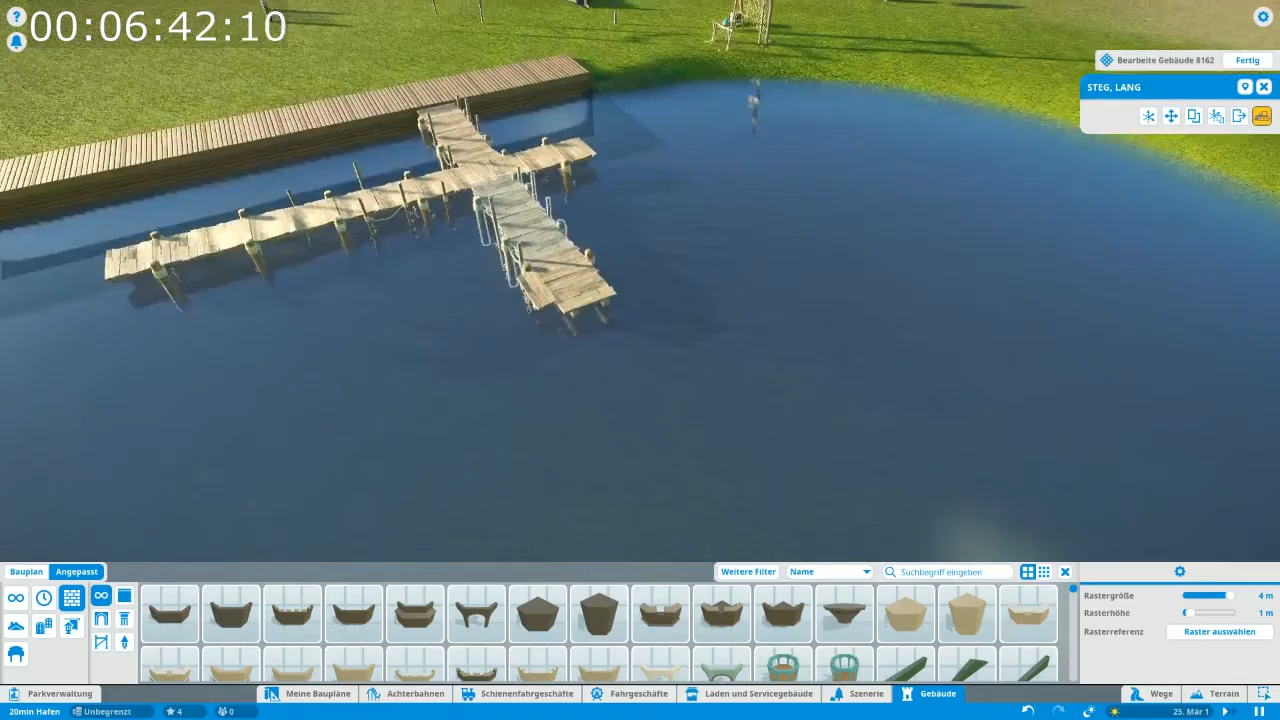 ?
00:06:42:10
Bearbeite Gebäude 8162
Fertig
STEG, LANG
Bauplan
Angepasst
Weitere Filter
Name
Suchbegriff eingeben
Rastergröße
4 m
Rasterhöhe
1 m
Rasterreferenz
Raster auswählen
Parkverwaltung
Meine Baupläne
Achterbahnen
Schienenfahrgeschäfte
Fahrgeschäfte
Läden und Servicegebäude
Szenerie
Gebäude
Wege
Terrain
20min Hafen
Unbegrenzt
4
0
25. Mär 1